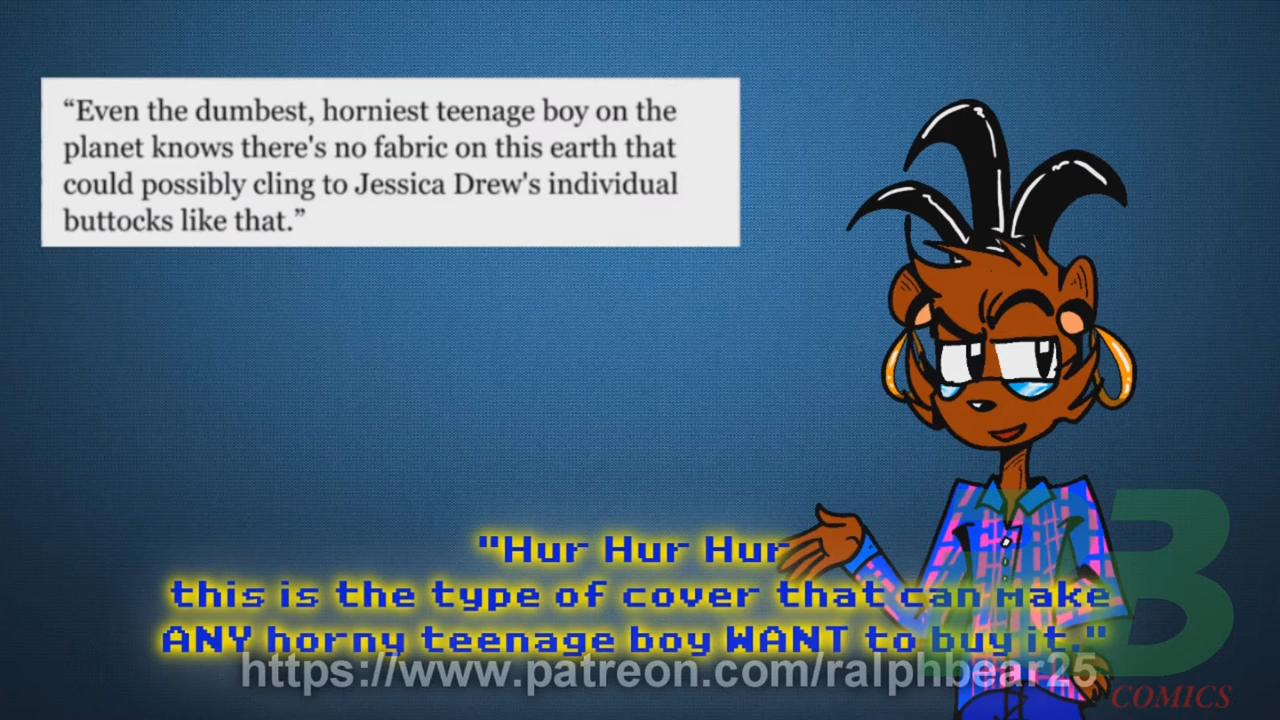 “Even the dumbest, horniest teenage boy on the
planet knows there's no fabric on this earth that
could possibly cling to Jessica Drew's individual
buttocks like that.”
"Hur Hur Hur
this is the type of cover that can make
ANY horny teenage boy WANT to buy it."
https://www.patreon.com/ralphbear25
B
COMICS